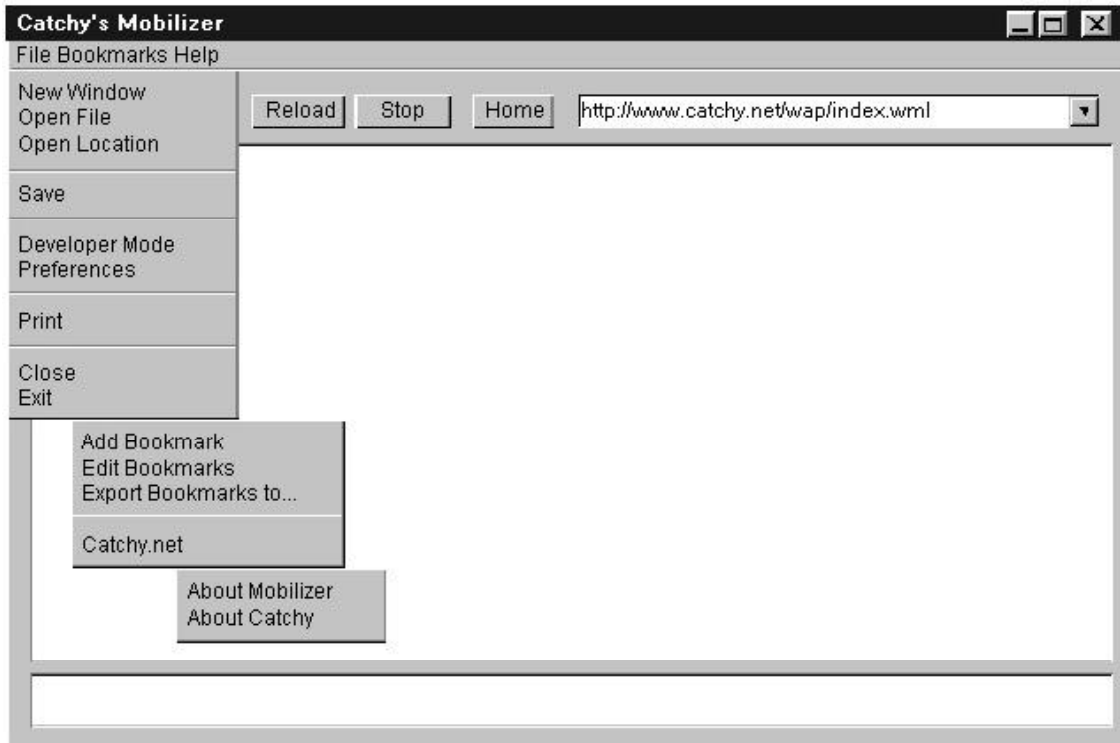 Catchy's Mobilizer
File Bookmarks Help
Reload Stop Home http://www.catchy.net/wap/index.wml
New Window
Open File
Open Location
Save
Developer Mode
Preferences
Print
Close
Exit
Add Bookmark
Edit Bookmarks
Export Bookmarks to...
Catchy.net
About Mobilizer
About Catchy